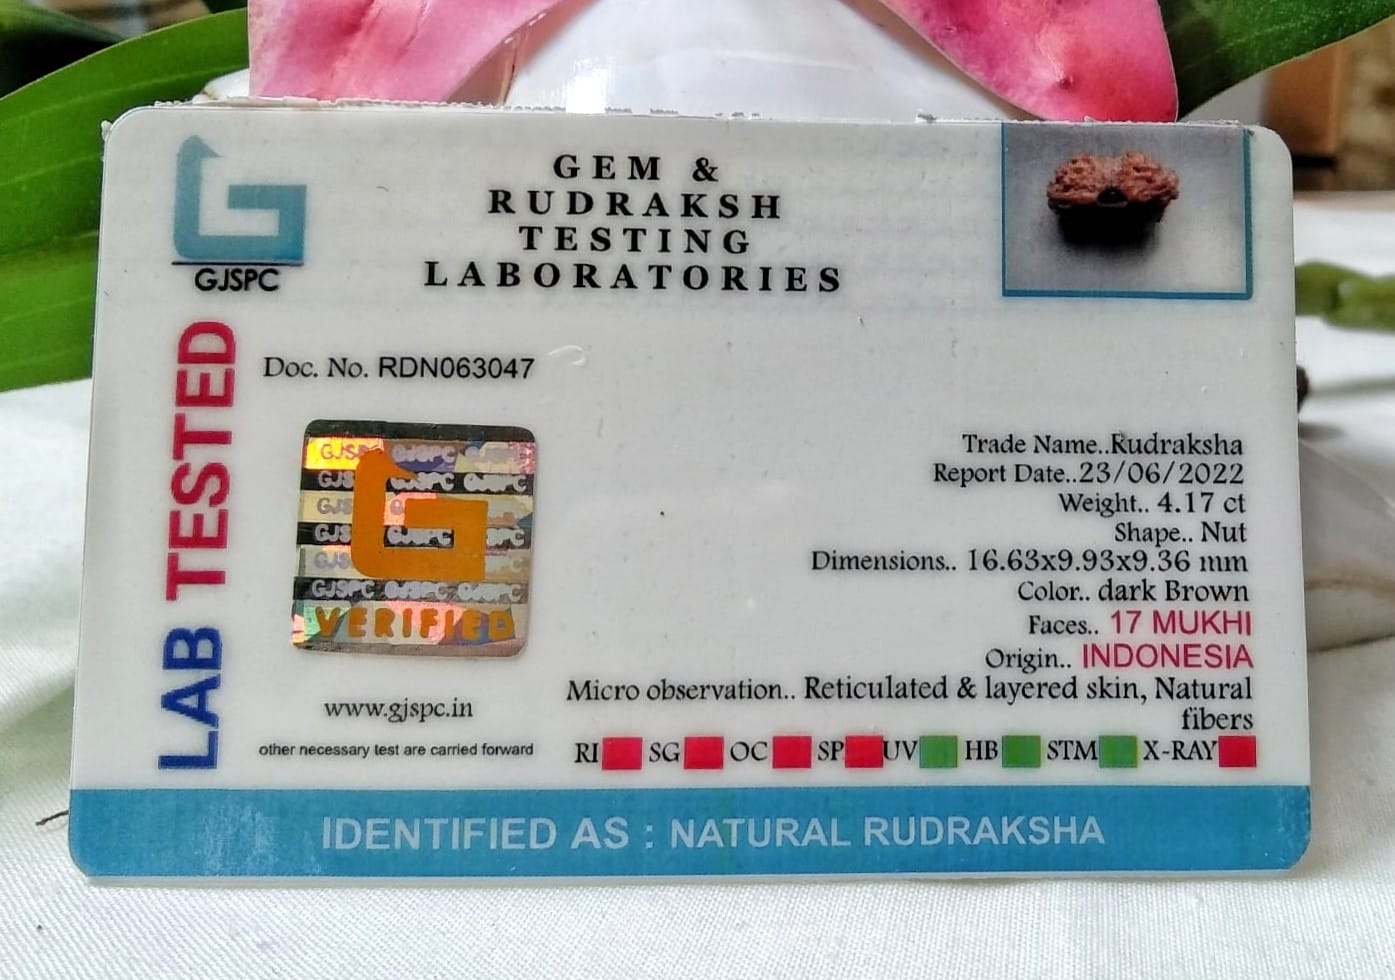 GJSPC
GEM &
RUDRAKSH
TESTING
LABORATORIES
LAB TESTED
Doc. No. RDN063047
GJSPC GJSPC GJSPC
VERIFIED
www.gjspc.in
other necessary test are carried forward
Trade Name..Rudraksha
Report Date..23/06/2022
Weight.. 4.17 ct
Shape.. Nut
Dimensions.. 16.63x9.93x9.36 mm
Color.. dark Brown
Faces.. 17 MUKHI
Origin.. INDONESIA
Micro observation.. Reticulated & layered skin, Natural
fibers
RI SG OC SP UV HB STM X-RAY
IDENTIFIED AS : NATURAL RUDRAKSHA